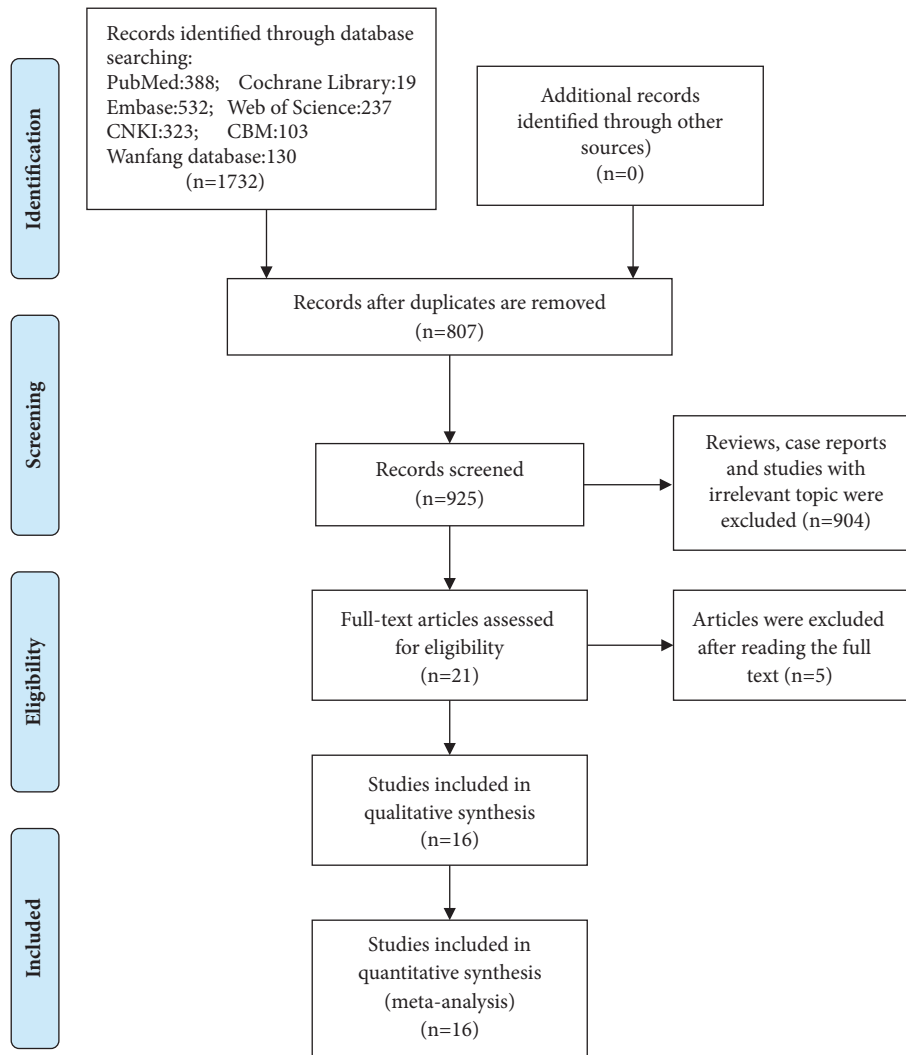 Identification
Records identified through database
searching:
PubMed:388; Cochrane Library:19
Embase:532; Web of Science:237
CNKI:323; CBM:103
Wanfang database:130
(n=1732)
Additional records
identified through other
sources)
(n=0)
Records after duplicates are removed
(n=807)
Screening
Records screened
(n=925)
Reviews, case reports
and studies with
irrelevant topic were
excluded (n=904)
Eligibility
Full-text articles assessed
for eligibility
(n=21)
Articles were excluded
after reading the full
text (n=5)
Studies included in
qualitative synthesis
(n=16)
Included
Studies included in
quantitative synthesis
(meta-analysis)
(n=16)